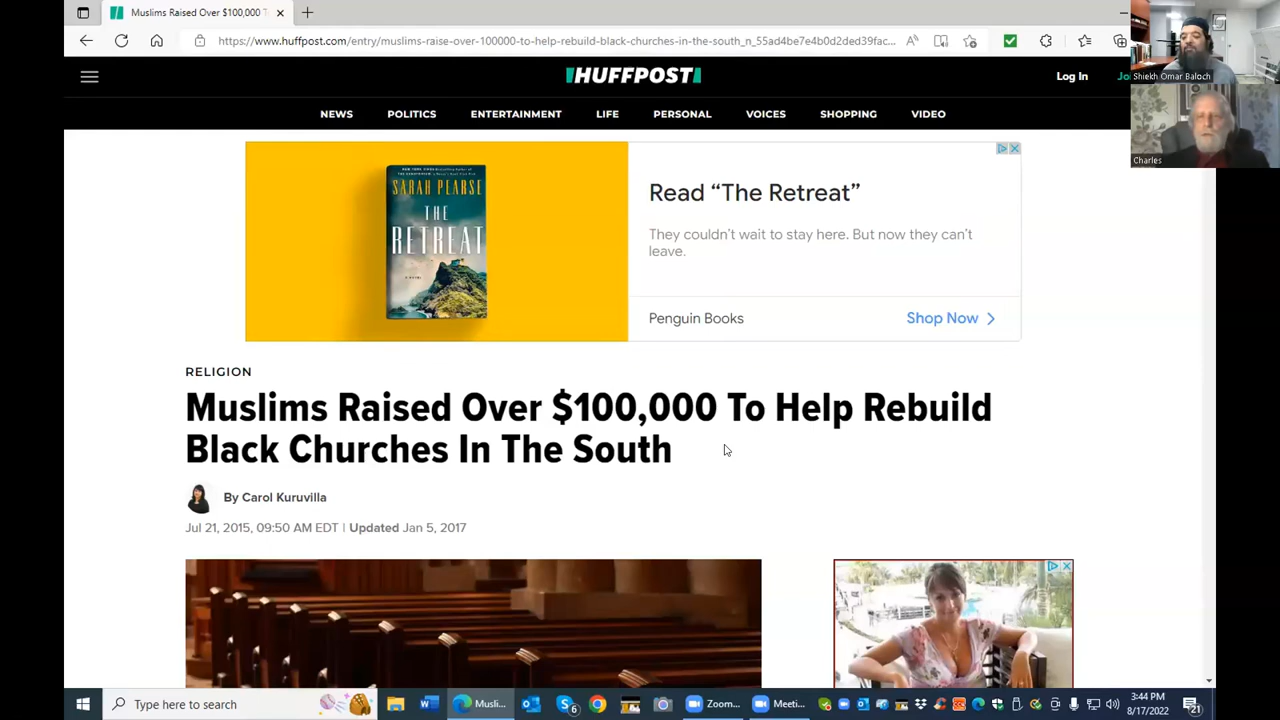 Muslims Raised Over $100,000
https://www.huffpost.com/entry/muslims-raise-over-100000-to-help-rebuild-black-churches-in-the-south_n_55ad4be7e4b0d2ded39fac...
HUFFPOST
Log In
NEWS POLITICS ENTERTAINMENT LIFE PERSONAL VOICES SHOPPING VIDEO
Shiekh Omar Baloch
Charles
SARAH PEARSE
THE
RETREAT
Read “The Retreat”
They couldn’t wait to stay here. But now they can’t
leave.
Penguin Books
Shop Now
RELIGION
Muslims Raised Over $100,000 To Help Rebuild
Black Churches In The South
By Carol Kuruvilla
Jul 21, 2015, 09:50 AM EDT | Updated Jan 5, 2017
Type here to search
Musli...
6
Zoom...
Meeti...
3:44 PM
8/17/2022
21